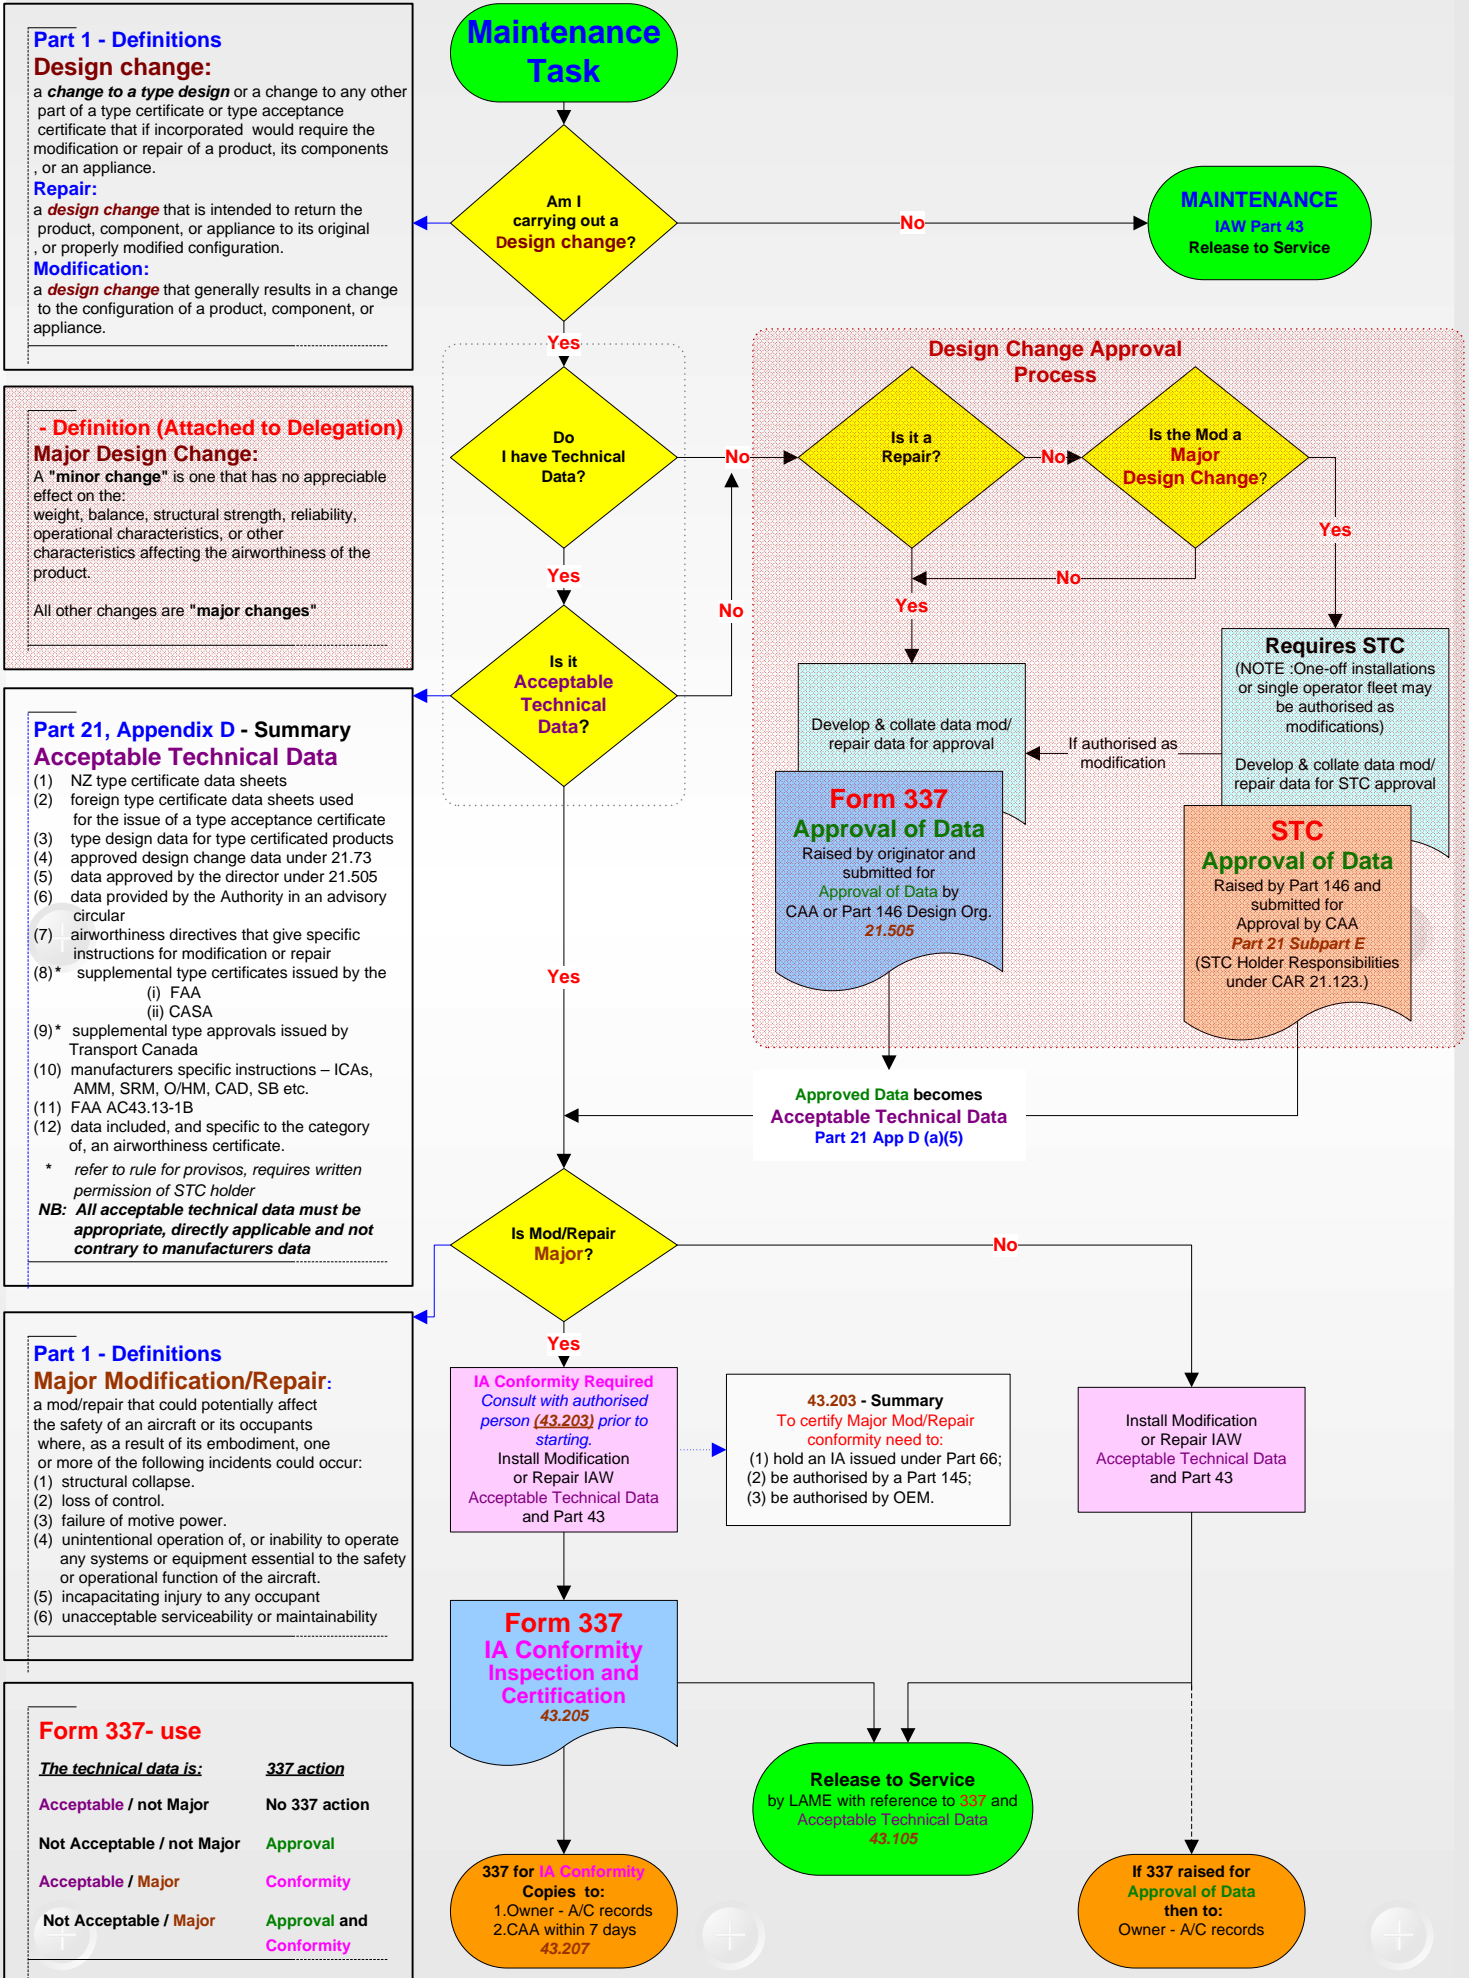 Part 1 - Definitions
Design change:
a change to a type design or a change to any other
part of a type certificate or type acceptance
certificate that if incorporated would require the
modification or repair of a product, its components
, or an appliance.
Repair:
a design change that is intended to return the
product, component, or appliance to its original
, or properly modified configuration.
Modification:
a design change that generally results in a change
to the configuration of a product, component, or
appliance.
- Definition (Attached to Delegation)
Major Design Change:
A "minor change" is one that has no appreciable
effect on the:
weight, balance, structural strength, reliability,
operational characteristics, or other
characteristics affecting the airworthiness of the
product.
All other changes are "major changes"
Part 21, Appendix D - Summary
Acceptable Technical Data
(1) NZ type certificate data sheets
(2) foreign type certificate data sheets used
for the issue of a type acceptance certificate
(3) type design data for type certificated products
(4) approved design change data under 21.73
(5) data approved by the director under 21.505
(6) data provided by the Authority in an advisory
circular
(7) airworthiness directives that give specific
instructions for modification or repair
(8)* supplemental type certificates issued by the
(i) FAA
(ii) CASA
(9)* supplemental type approvals issued by
Transport Canada
(10) manufacturers specific instructions – ICAs,
AMM, SRM, O/HM, CAD, SB etc.
(11) FAA AC43.13-1B
(12) data included, and specific to the category
of, an airworthiness certificate.
* refer to rule for provisos, requires written
permission of STC holder
NB: All acceptable technical data must be
appropriate, directly applicable and not
contrary to manufacturers data
Part 1 - Definitions
Major Modification/Repair:
a mod/repair that could potentially affect
the safety of an aircraft or its occupants
where, as a result of its embodiment, one
or more of the following incidents could occur:
(1) structural collapse.
(2) loss of control.
(3) failure of motive power.
(4) unintentional operation of, or inability to operate
any systems or equipment essential to the safety
or operational function of the aircraft.
(5) incapacitating injury to any occupant
(6) unacceptable serviceability or maintainability
Form 337- use
The technical data is: 337 action
Acceptable / not Major No 337 action
Not Acceptable / not Major Approval
Acceptable / Major Conformity
Not Acceptable / Major Approval and
Conformity
Maintenance
Task
Am I
carrying out a
Design change?
No
MAINTENANCE
IAW Part 43
Release to Service
Yes
Do
I have Technical
Data?
No
Yes
Is it
Acceptable
Technical
Data?
No
Yes
Design Change Approval
Process
Is it a
Repair?
No
Is the Mod a
Major
Design Change?
Yes
No
Yes
Develop & collate data mod/
repair data for approval
If authorised as
modification
Requires STC
(NOTE :One-off installations
or single operator fleet may
be authorised as
modifications)
Develop & collate data mod/
repair data for STC approval
Form 337
Approval of Data
Raised by originator and
submitted for
Approval of Data by
CAA or Part 146 Design Org.
21.505
STC
Approval of Data
Raised by Part 146 and
submitted for
Approval by CAA
Part 21 Subpart E
(STC Holder Responsibilities
under CAR 21.123.)
Approved Data becomes
Acceptable Technical Data
Part 21 App D (a)(5)
Is Mod/Repair
Major?
No
Yes
IA Conformity Required
Consult with authorised
person (43.203) prior to
starting.
Install Modification
or Repair IAW
Acceptable Technical Data
and Part 43
43.203 - Summary
To certify Major Mod/Repair
conformity need to:
(1) hold an IA issued under Part 66;
(2) be authorised by a Part 145;
(3) be authorised by OEM.
Install Modification
or Repair IAW
Acceptable Technical Data
and Part 43
Form 337
IA Conformity
Inspection and
Certification
43.205
Release to Service
by LAME with reference to 337 and
Acceptable Technical Data
43.105
337 for IA Conformity
Copies to:
1.Owner - A/C records
2.CAA within 7 days
43.207
If 337 raised for
Approval of Data
then to:
Owner - A/C records